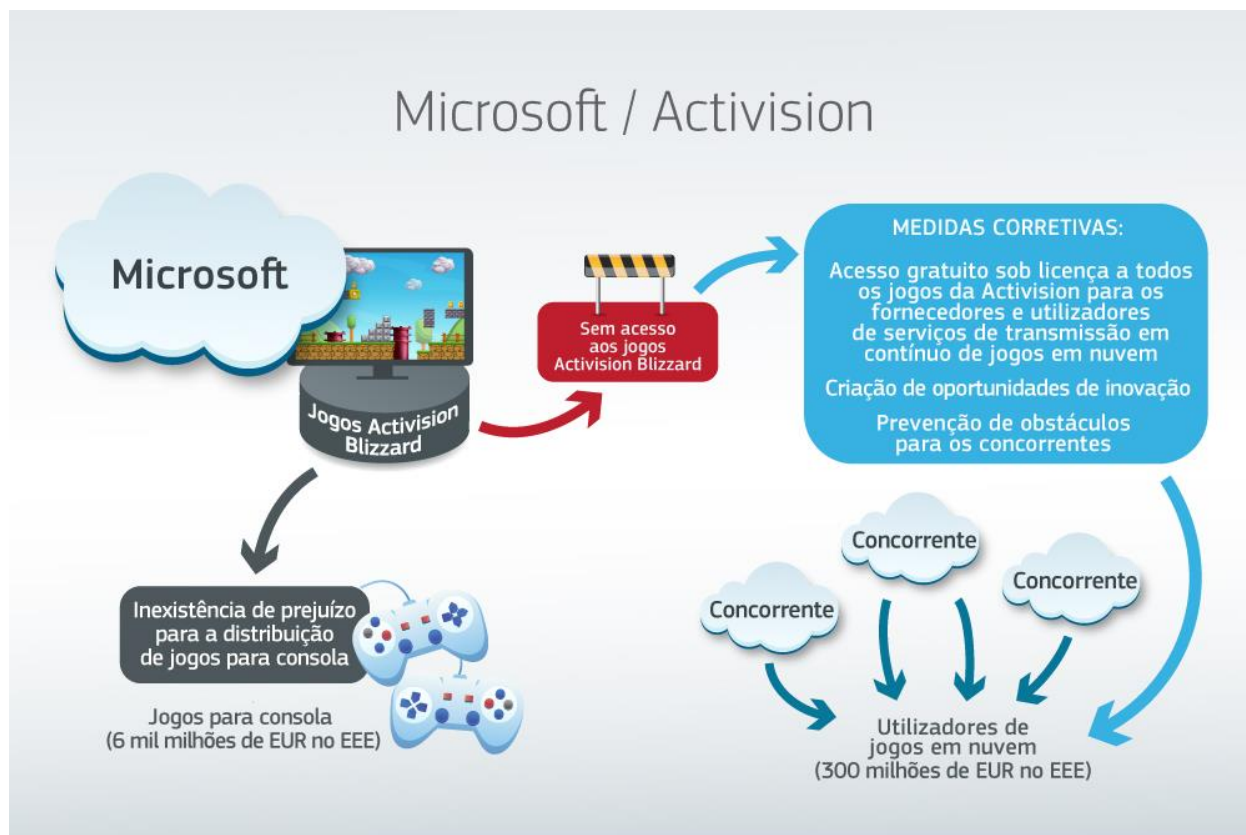 Microsoft / Activision
Microsoft
Jogos Activision
Blizzard
Sem acesso
aos jogos
Activision Blizzard
MEDIDAS CORRETIVAS:
Acesso gratuito sob licença a todos
os jogos da Activision para os
fornecedores e utilizadores
de serviços de transmissão em
contínuo de jogos em nuvem
Criação de oportunidades de inovação
Prevenção de obstáculos
para os concorrentes
Inexistência de prejuízo
para a distribuição
de jogos para consola
Jogos para consola
(6 mil milhões de EUR no EEE)
Concorrente
Concorrente
Concorrente
Utilizadores de
jogos em nuvem
(300 milhões de EUR no EEE)